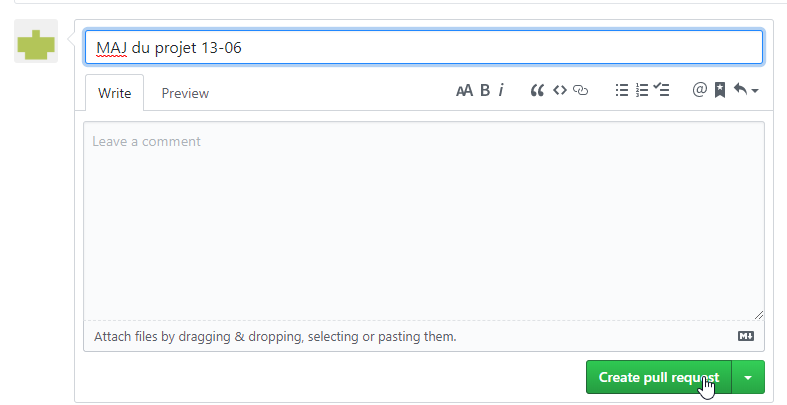 MAJ du projet 13-06
Write Preview AA B i @
Leave a comment
Attach files by dragging & dropping, selecting or pasting them. M↓
Create pull request